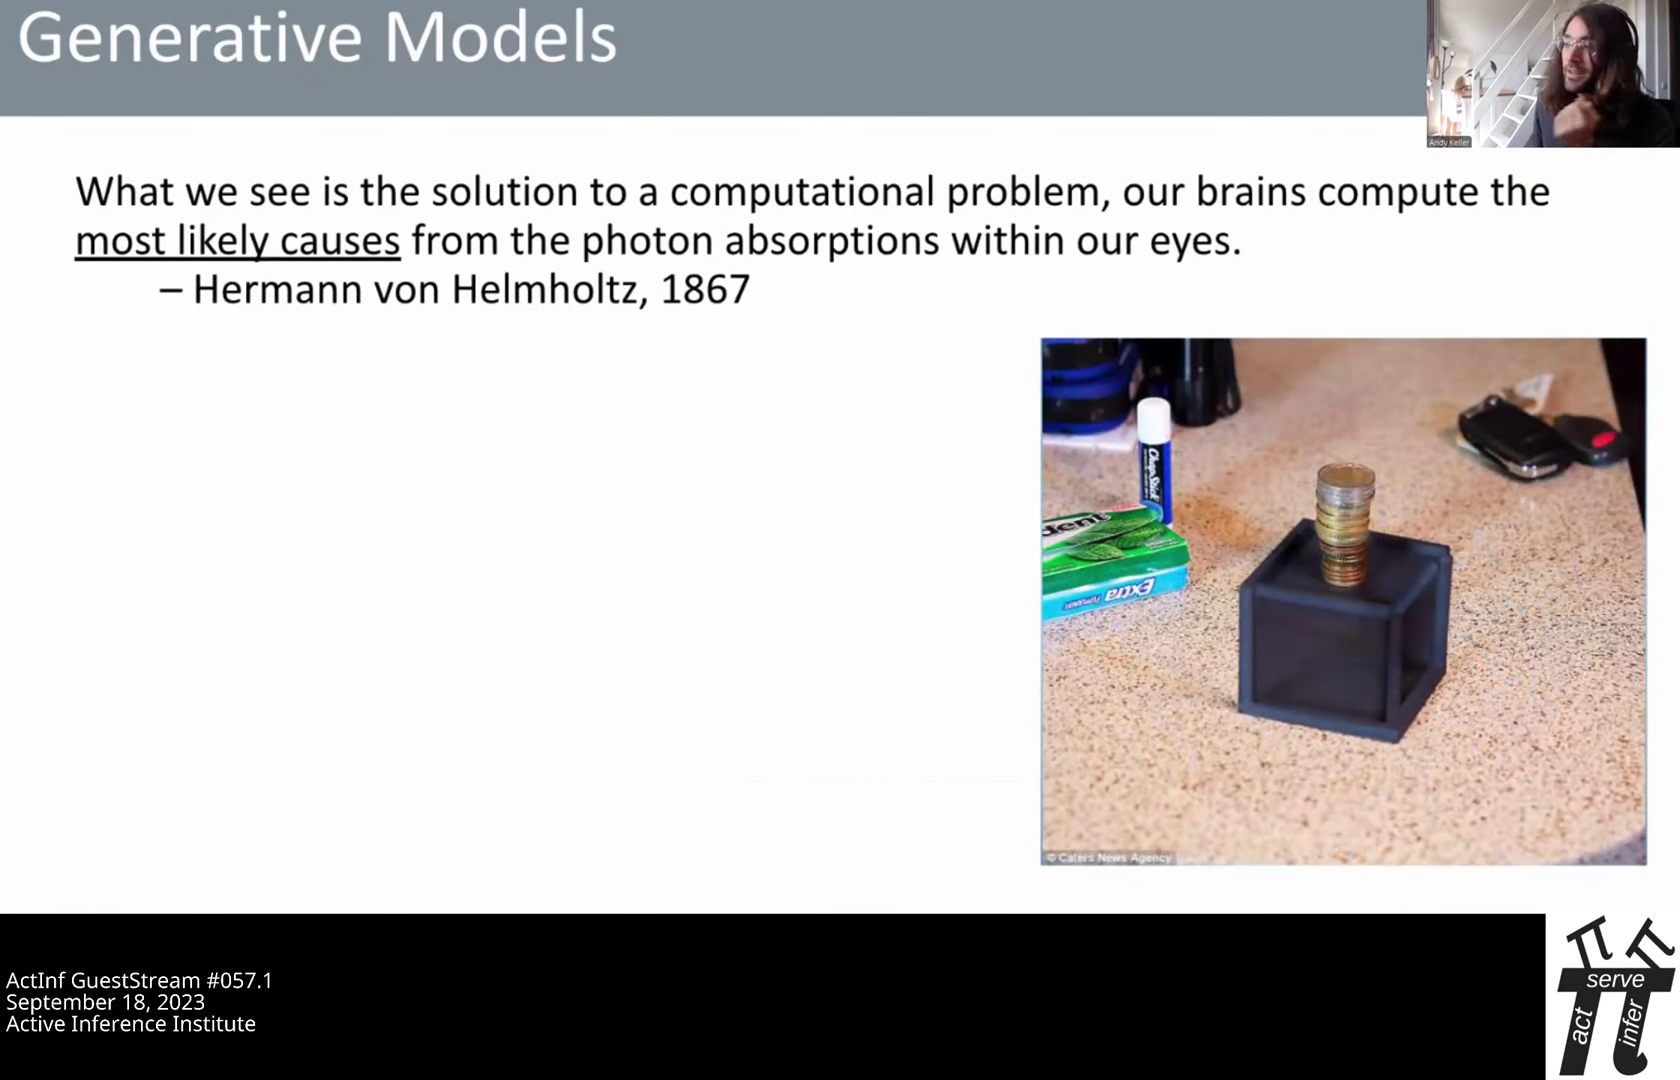 Generative Models
Andy Keller
What we see is the solution to a computational problem, our brains compute the
most likely causes from the photon absorptions within our eyes.
– Hermann von Helmholtz, 1867
ChapStick
dent
Extra
© Caters News Agency
ActInf GuestStream #057.1
September 18, 2023
Active Inference Institute
π π
serve
act
infer